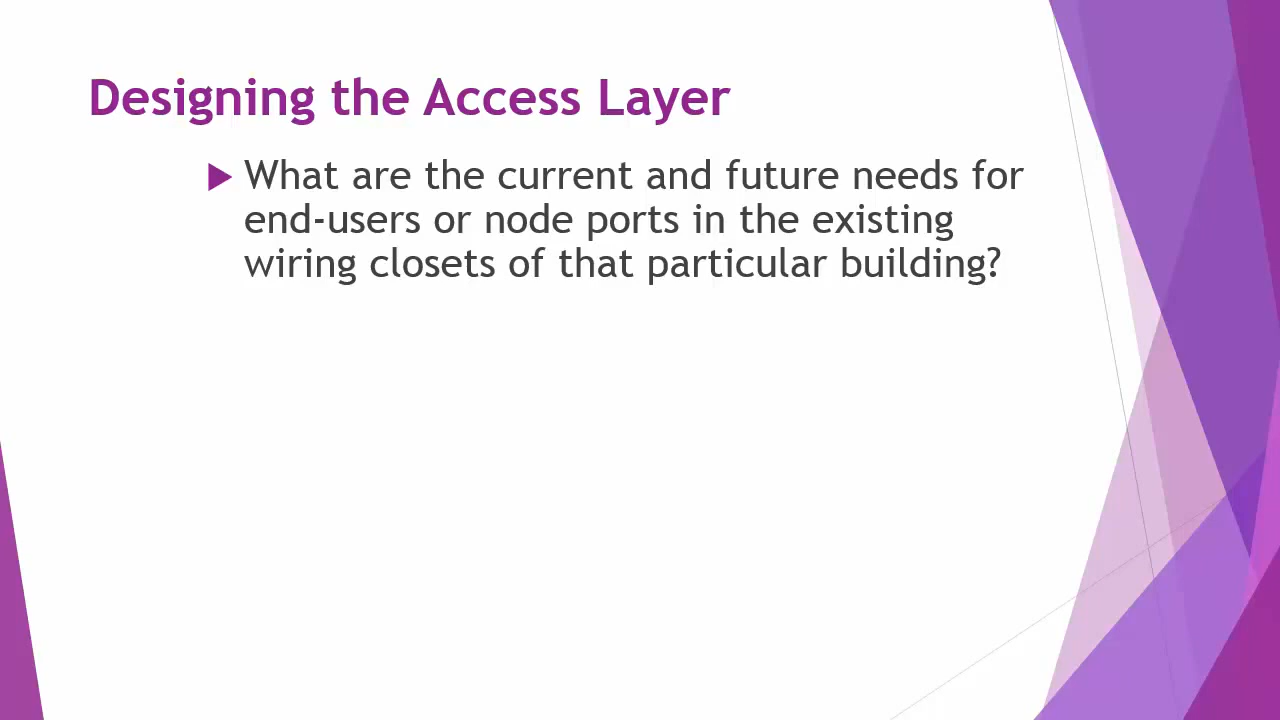 Designing the Access Layer
What are the current and future needs for
end-users or node ports in the existing
wiring closets of that particular building?